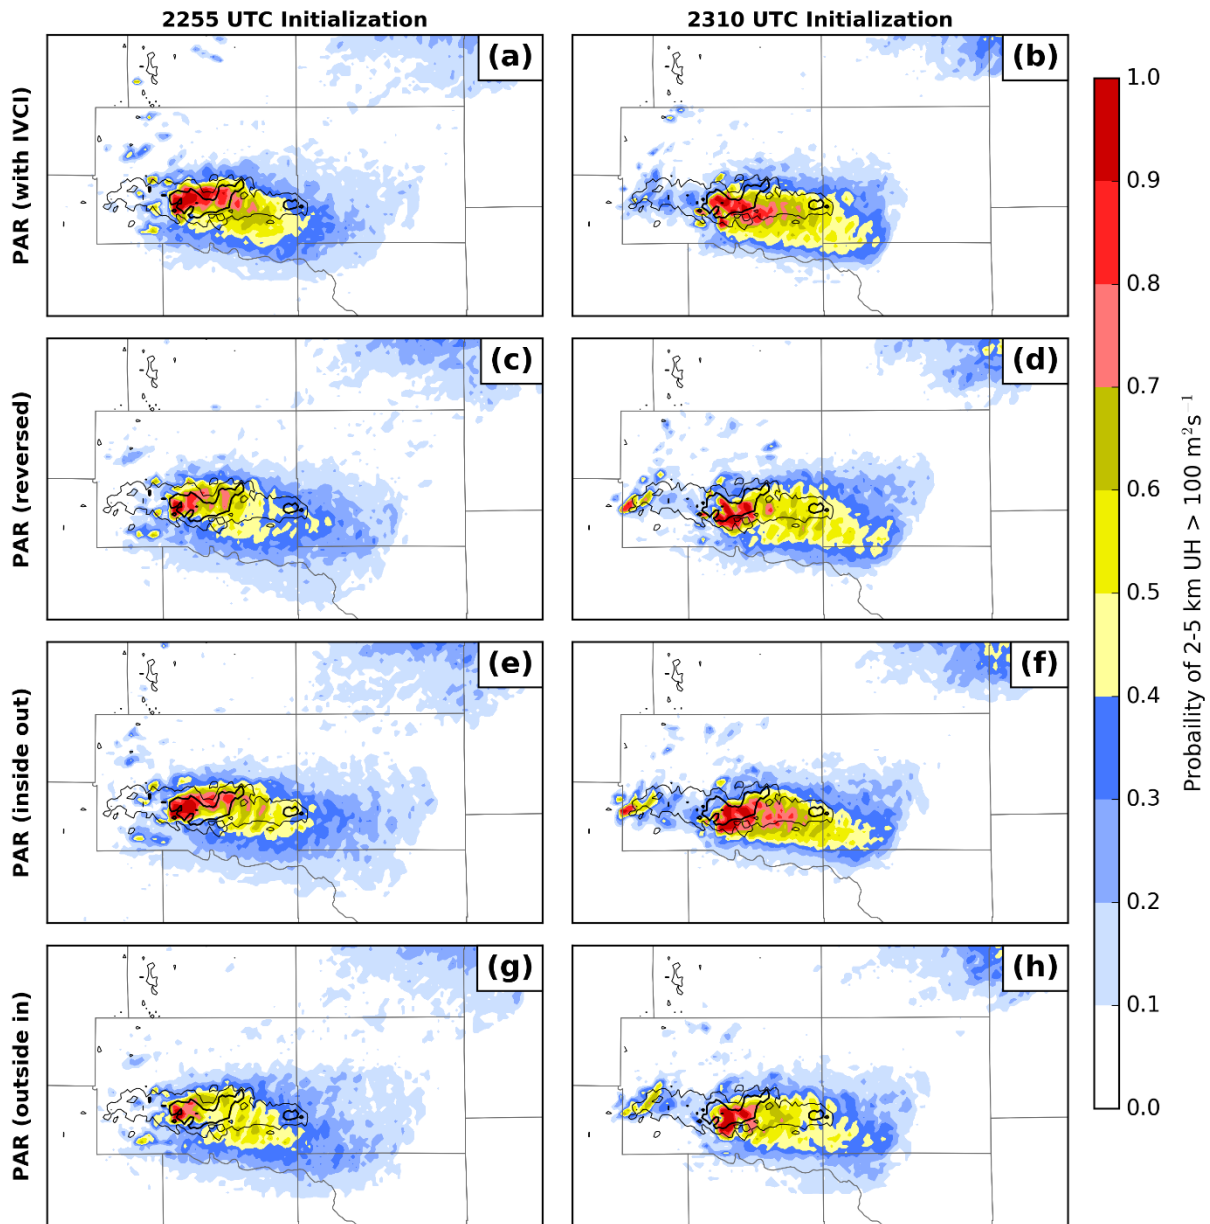 2255 UTC Initialization
2310 UTC Initialization
PAR (with IVCI)
(a)
(b)
PAR (reversed)
(c)
(d)
PAR (inside out)
(e)
(f)
PAR (outside in)
(g)
(h)
1.0
0.9
0.8
0.7
0.6
0.5
0.4
0.3
0.2
0.1
0.0
Probaility of 2-5 km UH > 100 m²s⁻¹